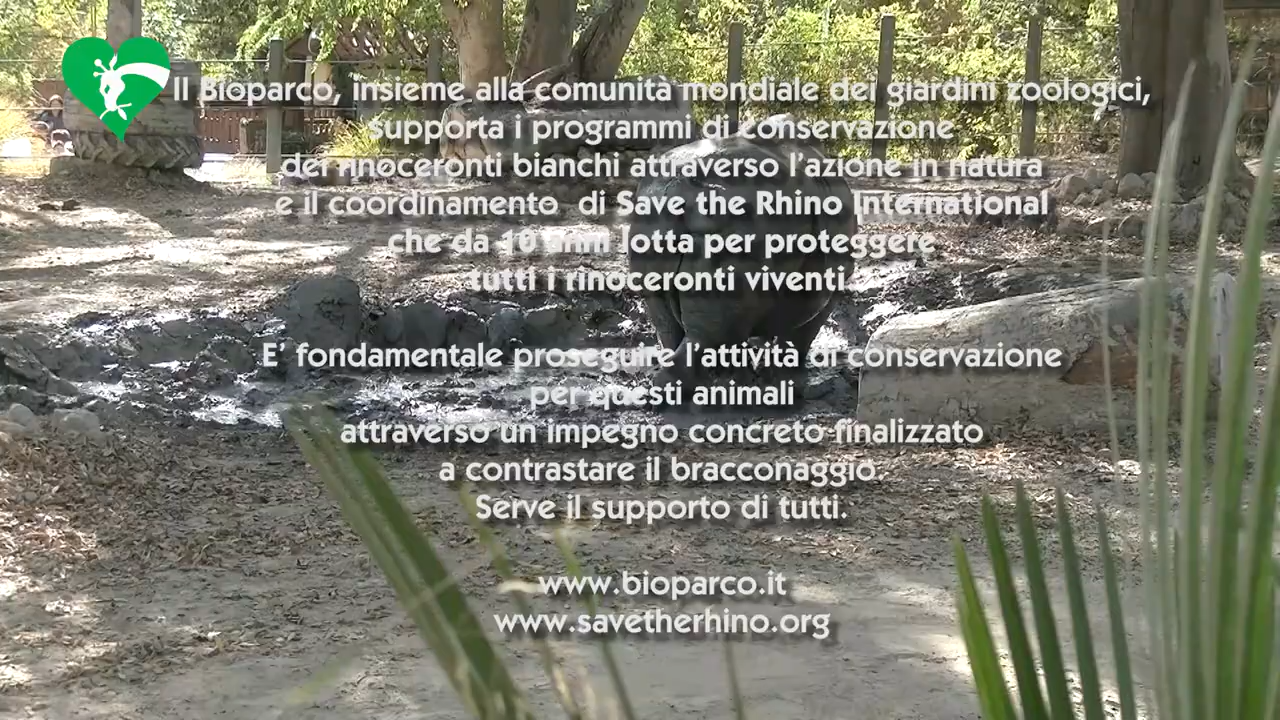 Il Bioparco, insieme alla comunità mondiale dei giardini zoologici,
supporta i programmi di conservazione
dei rinoceronti bianchi attraverso l'azione in natura
e il coordinamento di Save the Rhino International
che da 10 anni lotta per proteggere
tutti i rinoceronti viventi.
E' fondamentale proseguire l'attività di conservazione
per questi animali
attraverso un impegno concreto finalizzato
a contrastare il bracconaggio.
Serve il supporto di tutti.
www.bioparco.it
www.savetherhino.org